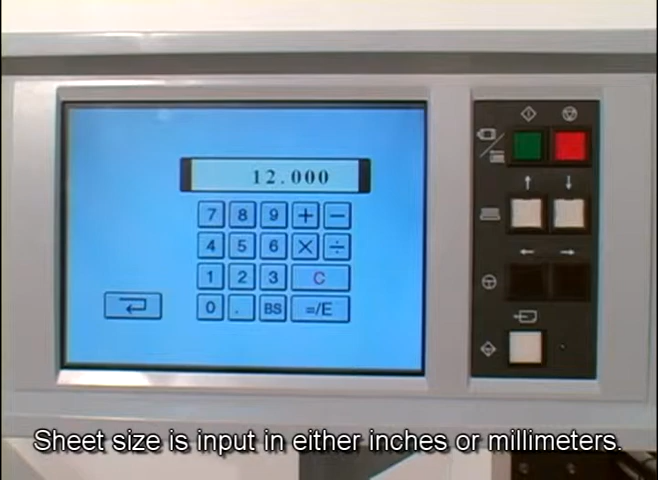 12.000
7 8 9 + −
4 5 6 × ÷
1 2 3 C
0 . BS =/E
Sheet size is input in either inches or millimeters.